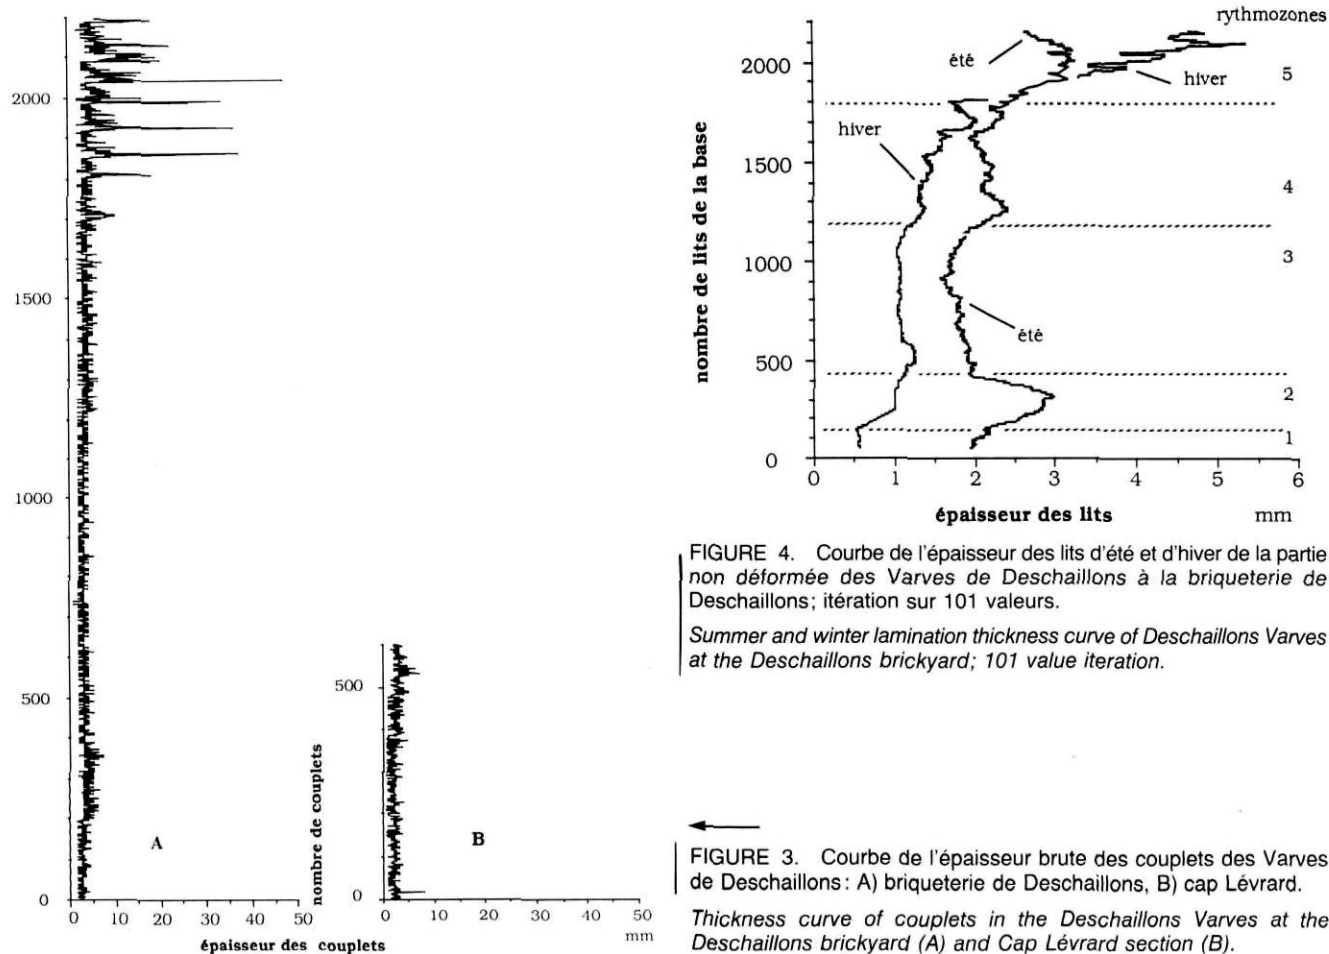 2000
1500
1000
500
0
0
10
20
30
40
50
épaisseur des couplets
A
nombre de couplets
500
0
0
10
20
30
40
50
mm
B
rythmozones
nombre de lits de la base
2000
1500
1000
500
0
été
hiver
hiver
été
5
4
3
2
1
0
1
2
3
4
5
6
épaisseur des lits
mm
FIGURE 4. Courbe de l'épaisseur des lits d'été et d'hiver de la partie
non déformée des Varves de Deschaillons à la briqueterie de
Deschaillons; itération sur 101 valeurs.
Summer and winter lamination thickness curve of Deschaillons Varves
at the Deschaillons brickyard; 101 value iteration.
FIGURE 3. Courbe de l'épaisseur brute des couplets des Varves
de Deschaillons: A) briqueterie de Deschaillons, B) cap Lévrard.
Thickness curve of couplets in the Deschaillons Varves at the
Deschaillons brickyard (A) and Cap Lévrard section (B).